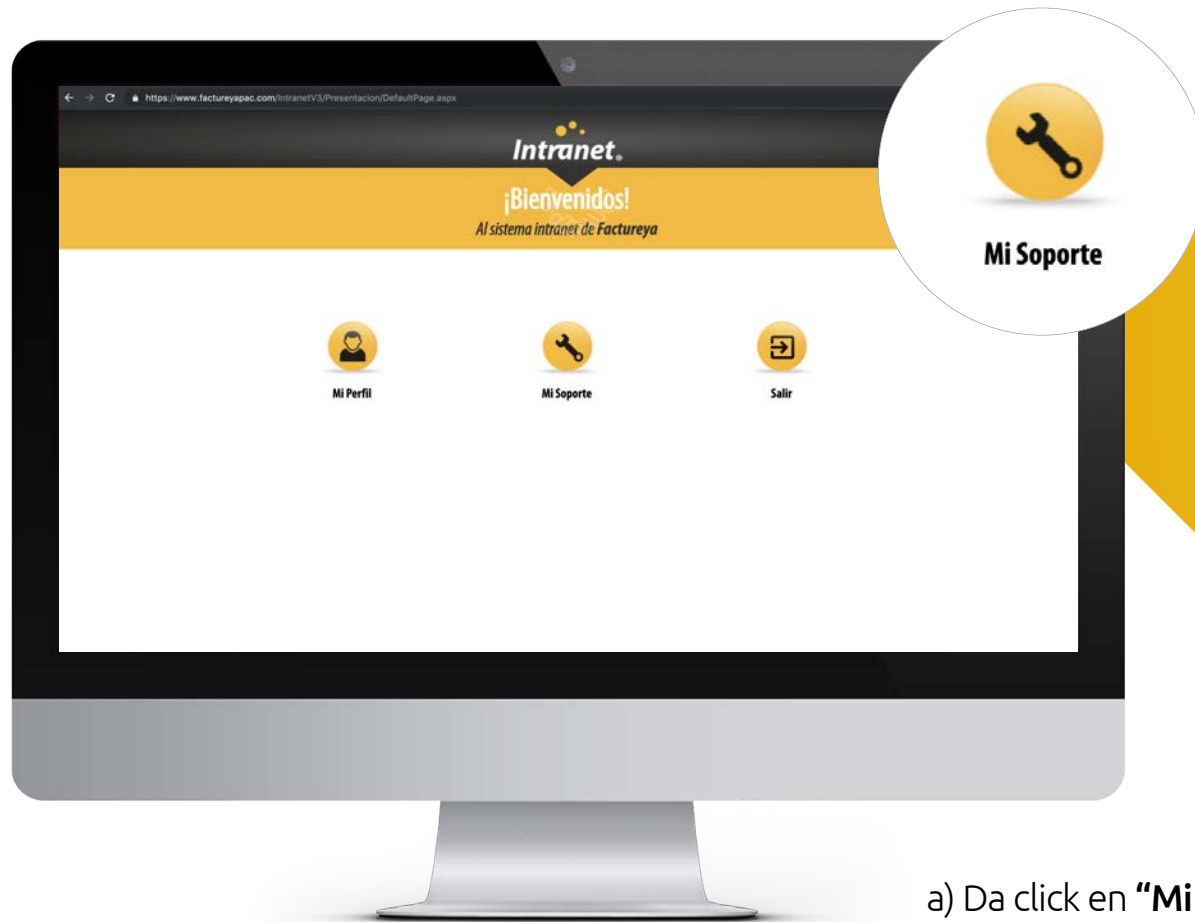 https://www.factureyapac.com/IntranetV3/Presentacion/DefaultPage.aspx
Intranet®
¡Bienvenidos!
Al sistema intranet de Factureya
Mi Soporte
Mi Perfil
Mi Soporte
Salir
a) Da click en “Mi